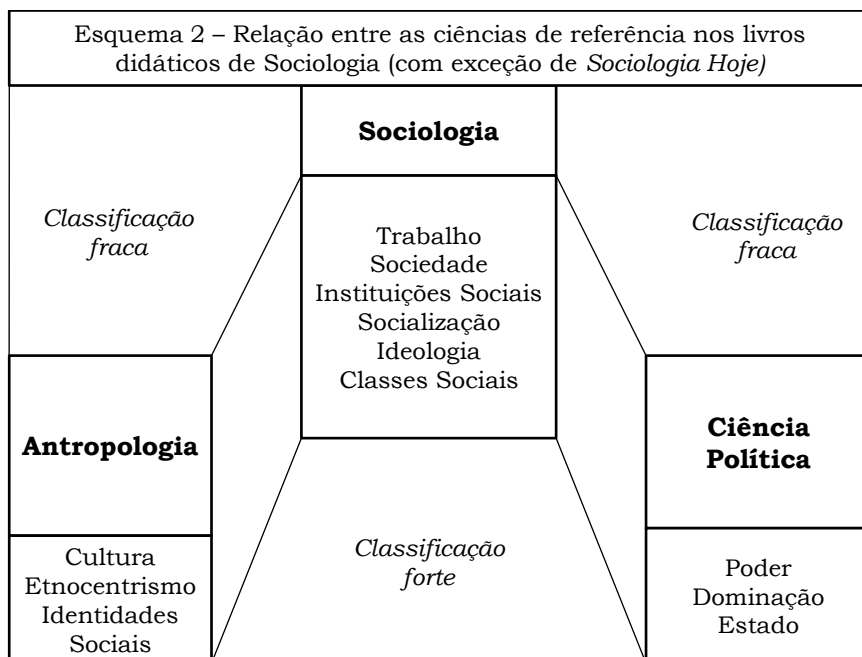 Esquema 2 – Relação entre as ciências de referência nos livros
didáticos de Sociologia (com exceção de Sociologia Hoje)
Sociologia
Classificação
fraca
Trabalho
Sociedade
Instituições Sociais
Socialização
Ideologia
Classes Sociais
Classificação
fraca
Antropologia
Ciência
Política
Cultura
Etnocentrismo
Identidades
Sociais
Classificação
forte
Poder
Dominação
Estado